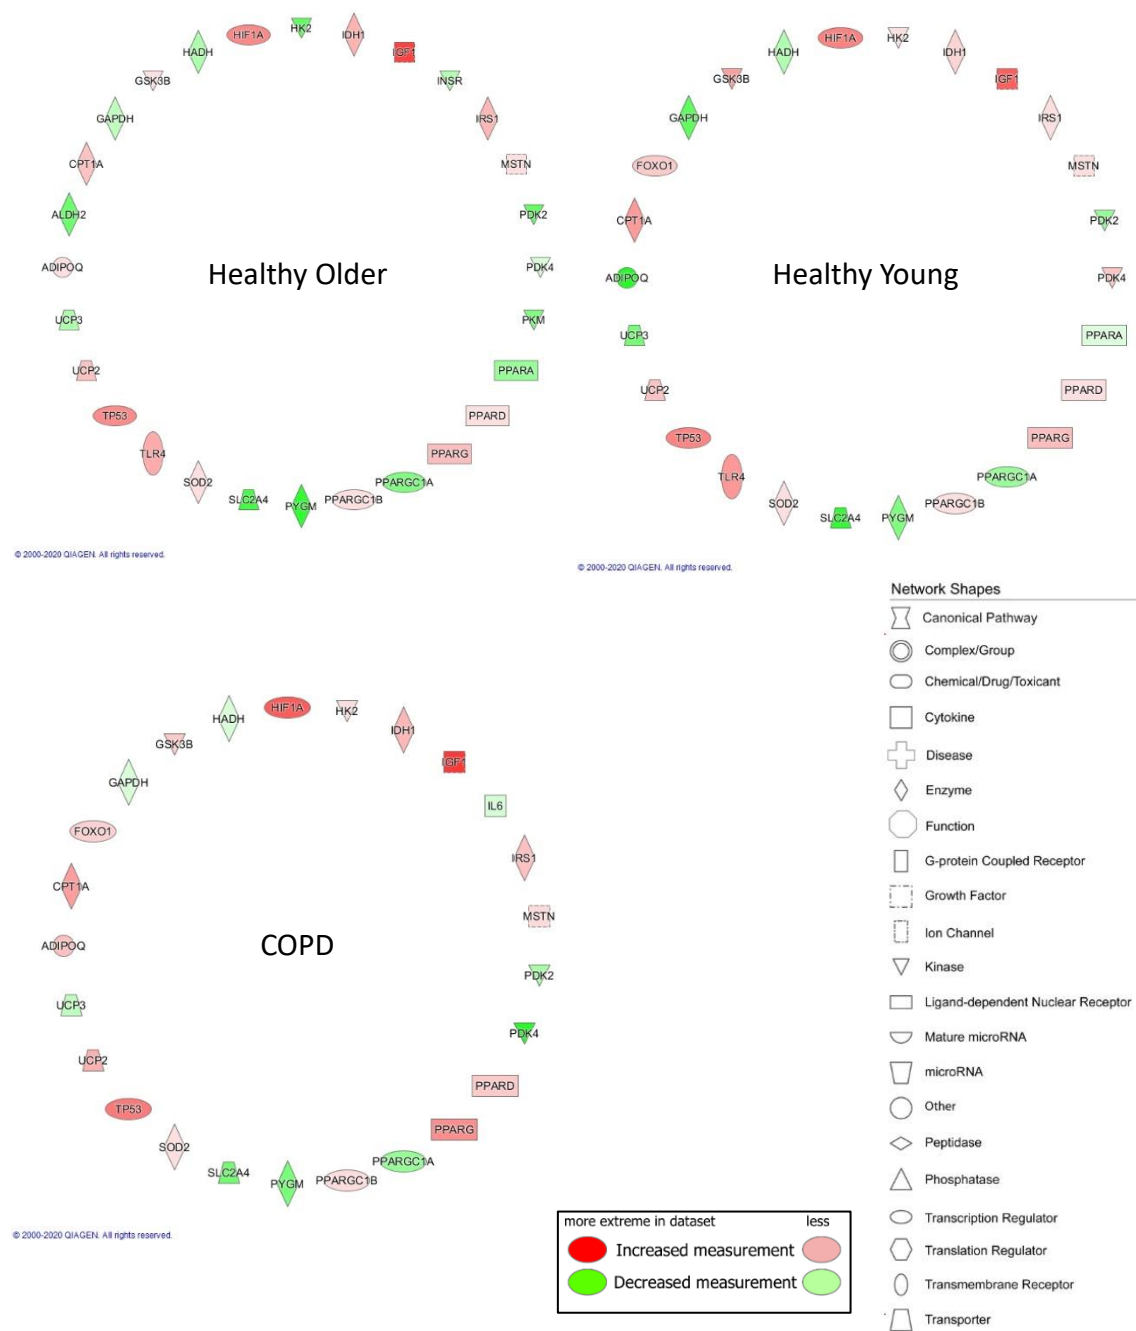 HIF1A
HK2
IDH1
IGF1
INSR
IRS1
MSTN
PDK2
PDK4
PKM
PPARA
PPARD
PPARG
PPARGC1A
PPARGC1B
PYGM
SLC2A4
SOD2
TLR4
TP53
UCP2
UCP3
ADIPOQ
ALDH2
CPT1A
GAPDH
GSK3B
HADH
Healthy Older
© 2000-2020 QIAGEN. All rights reserved.
HIF1A
HK2
IDH1
IGF1
IRS1
MSTN
PDK2
PDK4
PPARA
PPARD
PPARG
PPARGC1A
PPARGC1B
PYGM
SLC2A4
SOD2
TLR4
TP53
UCP2
UCP3
ADIPOQ
CPT1A
FOXO1
GAPDH
GSK3B
HADH
Healthy Young
© 2000-2020 QIAGEN. All rights reserved.
HIF1A
HK2
IDH1
IGF1
IL6
IRS1
MSTN
PDK2
PDK4
PPARD
PPARG
PPARGC1A
PPARGC1B
PYGM
SLC2A4
SOD2
TP53
UCP2
UCP3
ADIPOQ
CPT1A
FOXO1
GAPDH
GSK3B
HADH
COPD
© 2000-2020 QIAGEN. All rights reserved.
more extreme in dataset less
Increased measurement
Decreased measurement
Network Shapes
Canonical Pathway
Complex/Group
Chemical/Drug/Toxicant
Cytokine
Disease
Enzyme
Function
G-protein Coupled Receptor
Growth Factor
Ion Channel
Kinase
Ligand-dependent Nuclear Receptor
Mature microRNA
microRNA
Other
Peptidase
Phosphatase
Transcription Regulator
Translation Regulator
Transmembrane Receptor
Transporter